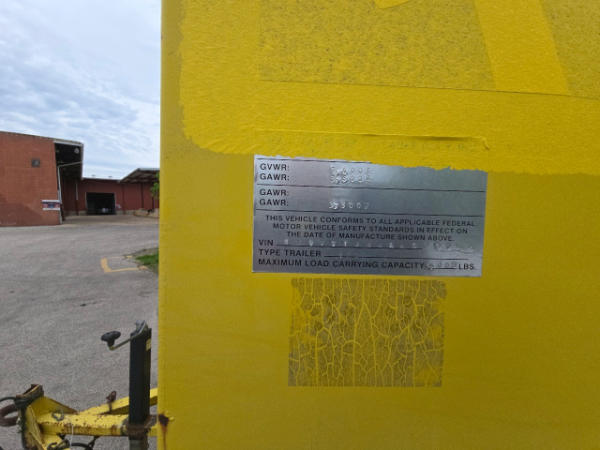 GVWR:
GAWR:
GAWR:
GAWR:
THIS VEHICLE CONFORMS TO ALL APPLICABLE FEDERAL
MOTOR VEHICLE SAFETY STANDARDS IN EFFECT ON
THE DATE OF MANUFACTURE SHOWN ABOVE.
VIN
TYPE TRAILER
MAXIMUM LOAD CARRYING CAPACITY LBS.